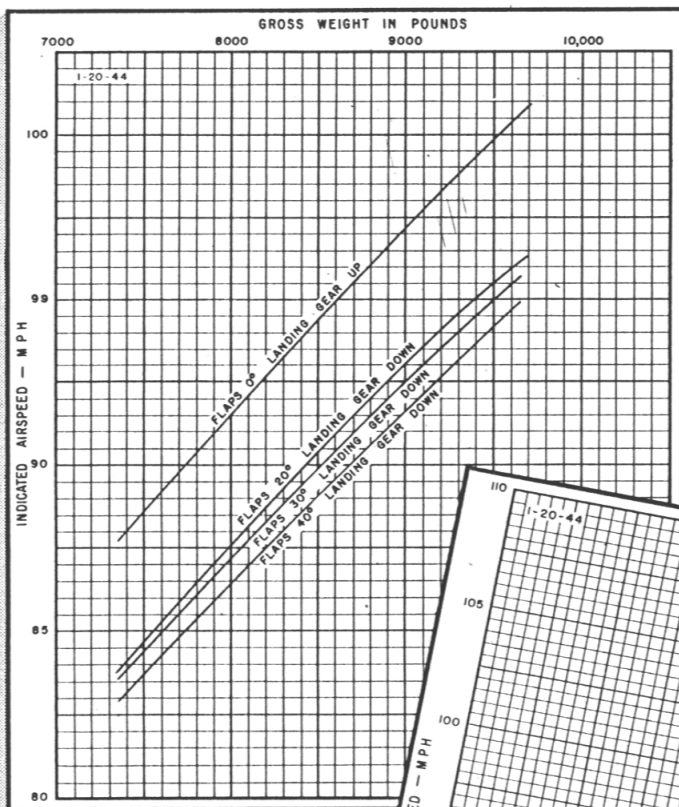 GROSS WEIGHT IN POUNDS
7000 8000 9000 10,000
1-20-44
100
99
90
85
80
INDICATED AIRSPEED — MPH
FLAPS 0° LANDING GEAR UP
FLAPS 20° LANDING GEAR DOWN
FLAPS 30° LANDING GEAR DOWN
FLAPS 40° LANDING GEAR DOWN
110
1-20-44
105
100
ED — MPH